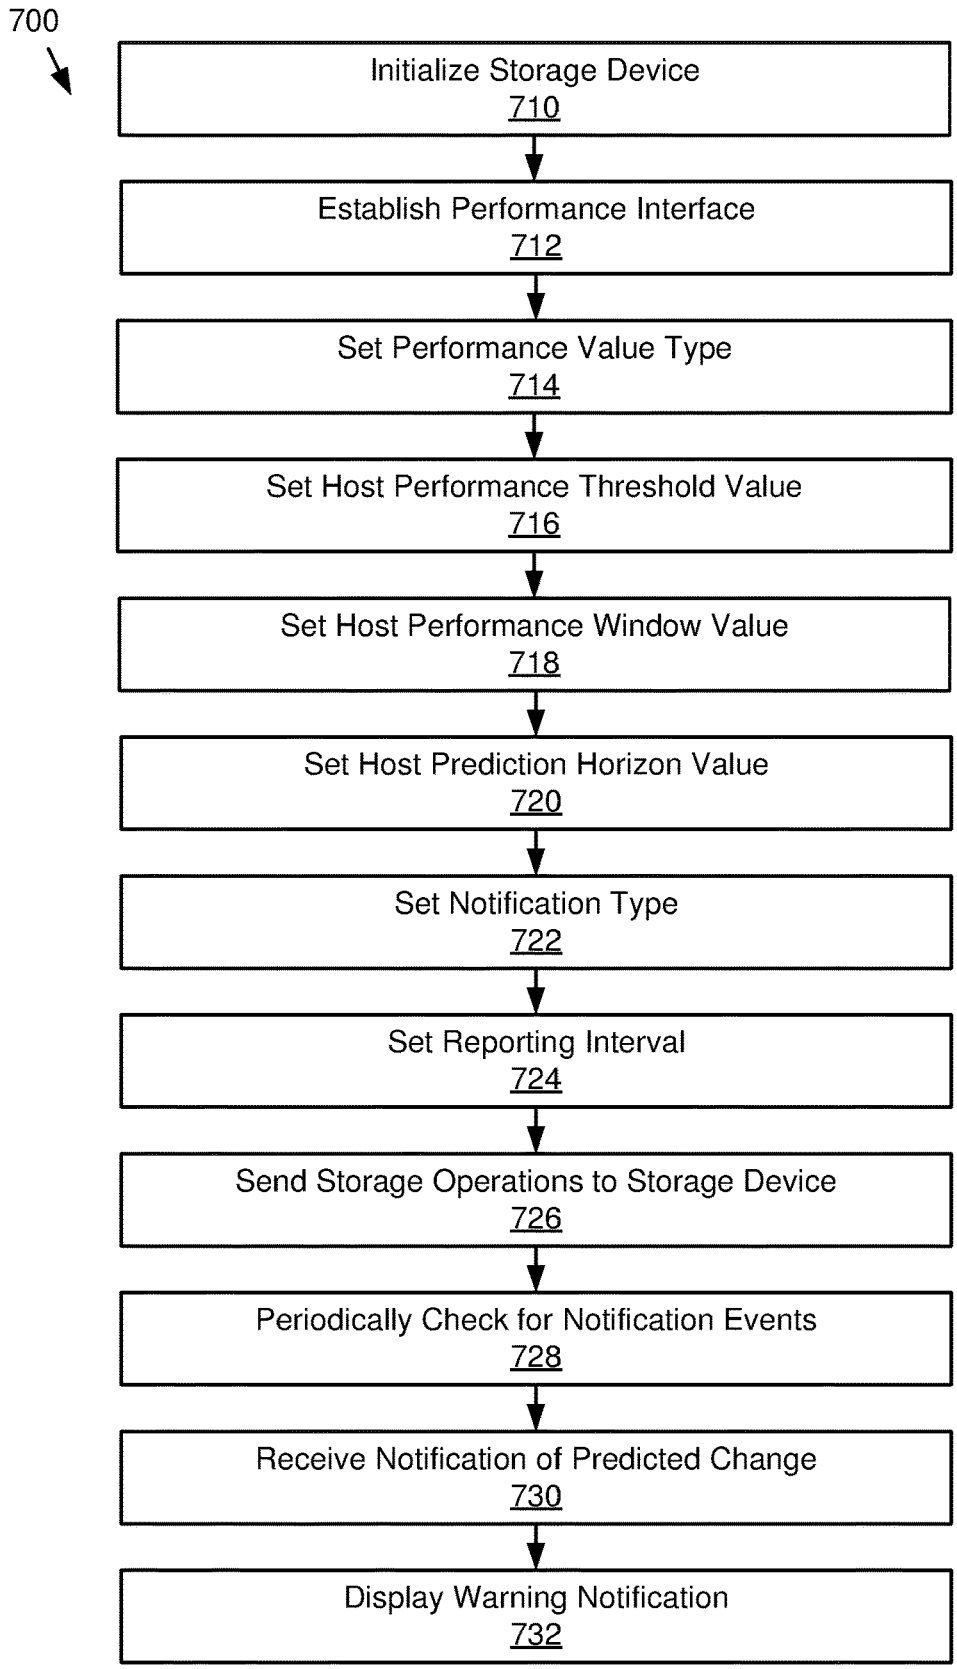 700
Initialize Storage Device
710
Establish Performance Interface
712
Set Performance Value Type
714
Set Host Performance Threshold Value
716
Set Host Performance Window Value
718
Set Host Prediction Horizon Value
720
Set Notification Type
722
Set Reporting Interval
724
Send Storage Operations to Storage Device
726
Periodically Check for Notification Events
728
Receive Notification of Predicted Change
730
Display Warning Notification
732